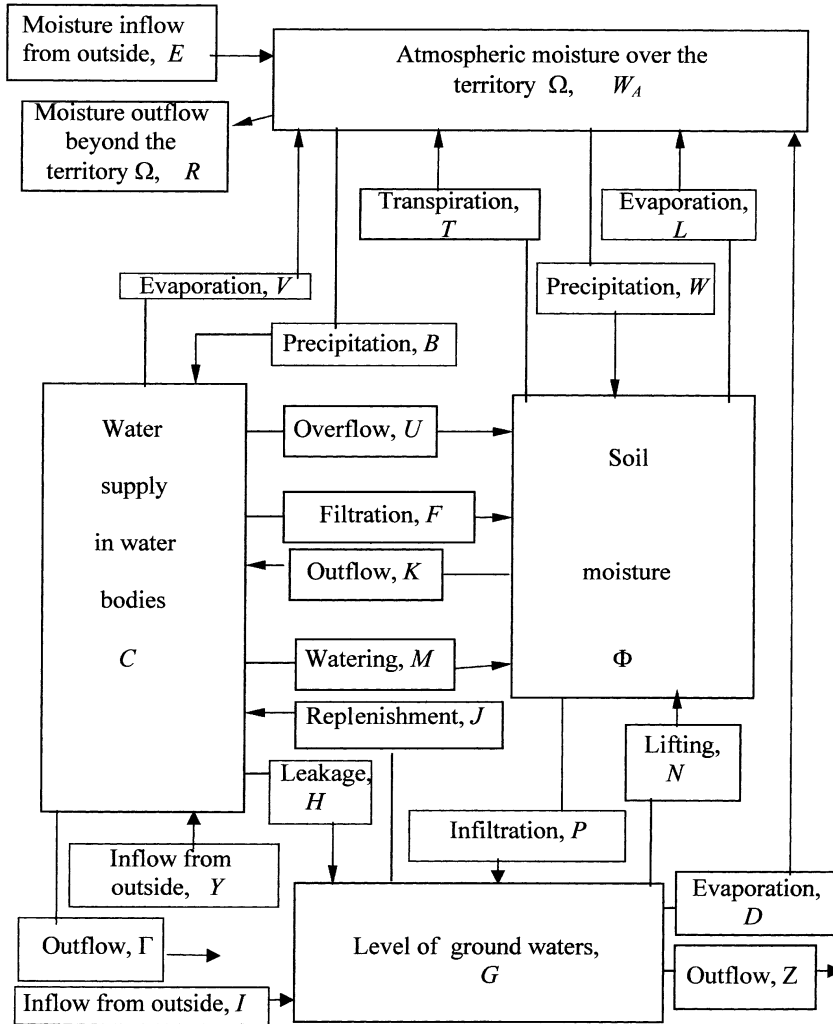 Moisture inflow
from outside, E
Atmospheric moisture over the
territory Ω, W_A
Moisture outflow
beyond the
territory Ω, R
Transpiration,
T
Evaporation,
L
Evaporation, V
Precipitation, W
Precipitation, B
Water
supply
in water
bodies
C
Overflow, U
Filtration, F
Outflow, K
Watering, M
Replenishment, J
Leakage,
H
Soil
moisture
Φ
Lifting,
N
Infiltration, P
Inflow from
outside, Y
Evaporation,
D
Outflow, Γ
Level of ground waters,
G
Outflow, Z
Inflow from outside, I